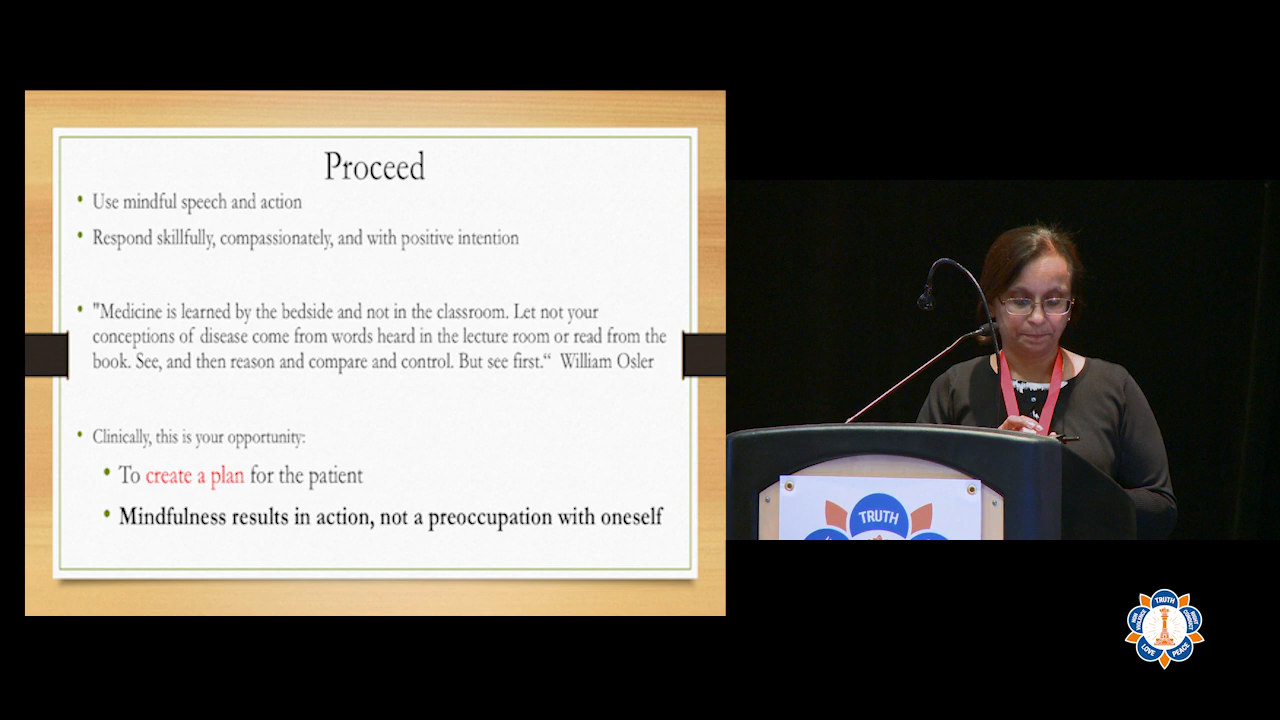 Proceed
• Use mindful speech and action
• Respond skillfully, compassionately, and with positive intention
• "Medicine is learned by the bedside and not in the classroom. Let not your
conceptions of disease come from words heard in the lecture room or read from the
book. See, and then reason and compare and control. But see first.“ William Osler
• Clinically, this is your opportunity:
• To create a plan for the patient
• Mindfulness results in action, not a preoccupation with oneself
TRUTH
TRUTH
RIGHT
CONDUCT
PEACE
LOVE
NON
VIOLENCE